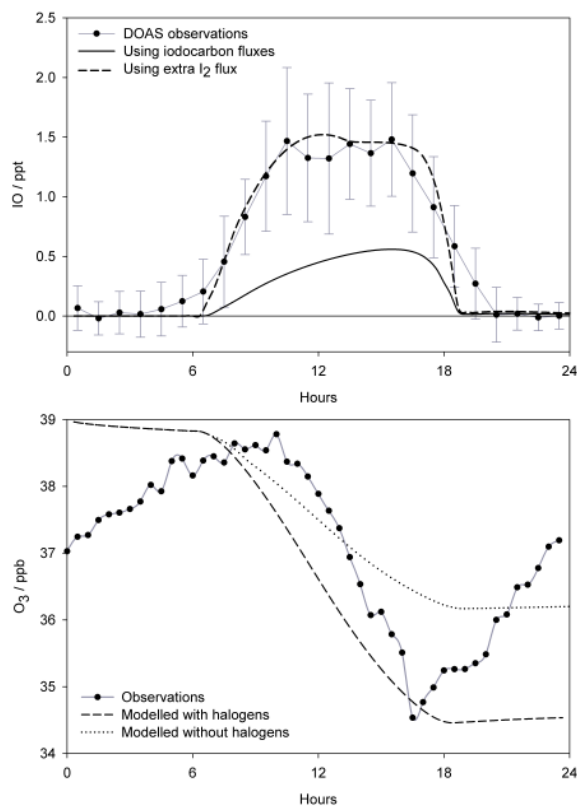 2.5
DOAS observations
Using iodocarbon fluxes
Using extra I2 flux
2.0
1.5
IO / ppt
1.0
0.5
0.0
0 6 12 18 24
Hours
39
38
37
O3 / ppb
36
35
Observations
Modelled with halogens
Modelled without halogens
34
0 6 12 18 24
Hours